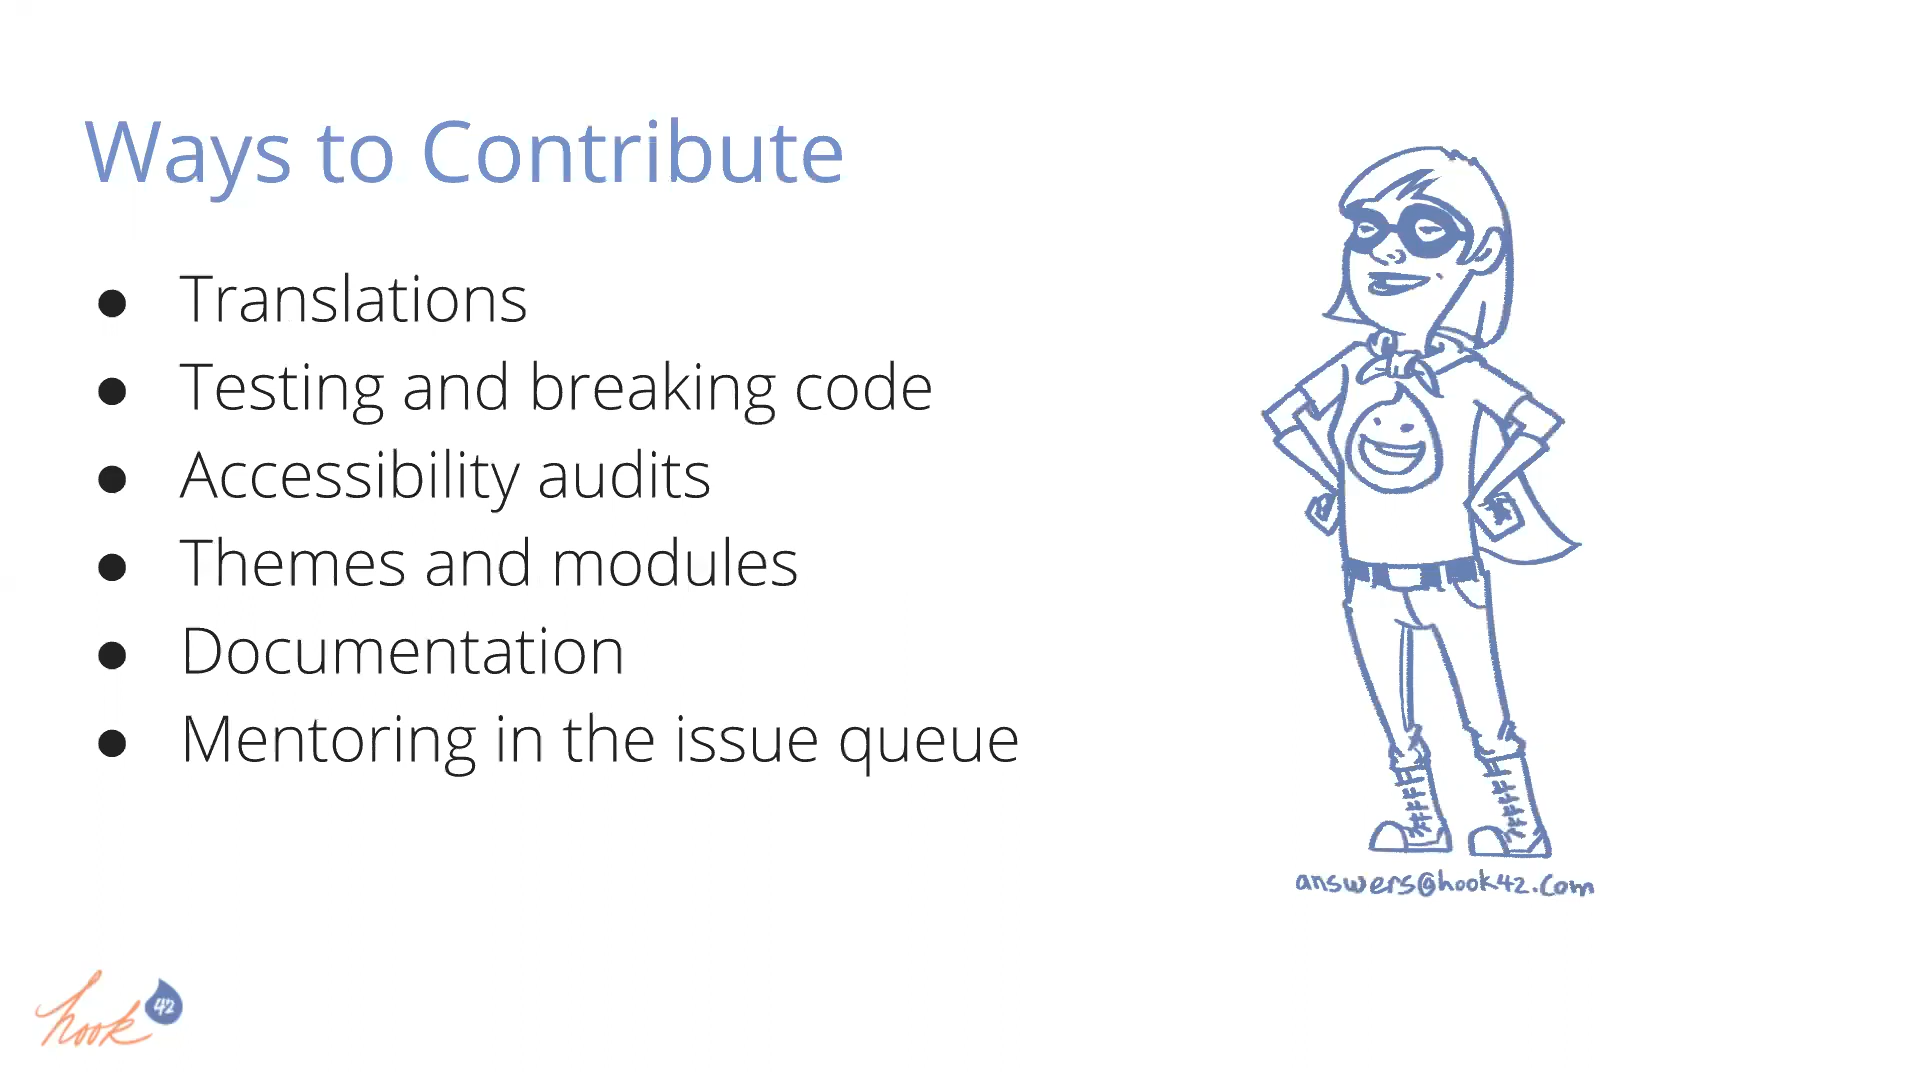 Ways to Contribute
● Translations
● Testing and breaking code
● Accessibility audits
● Themes and modules
● Documentation
● Mentoring in the issue queue
answers@hook42.com
hook 42